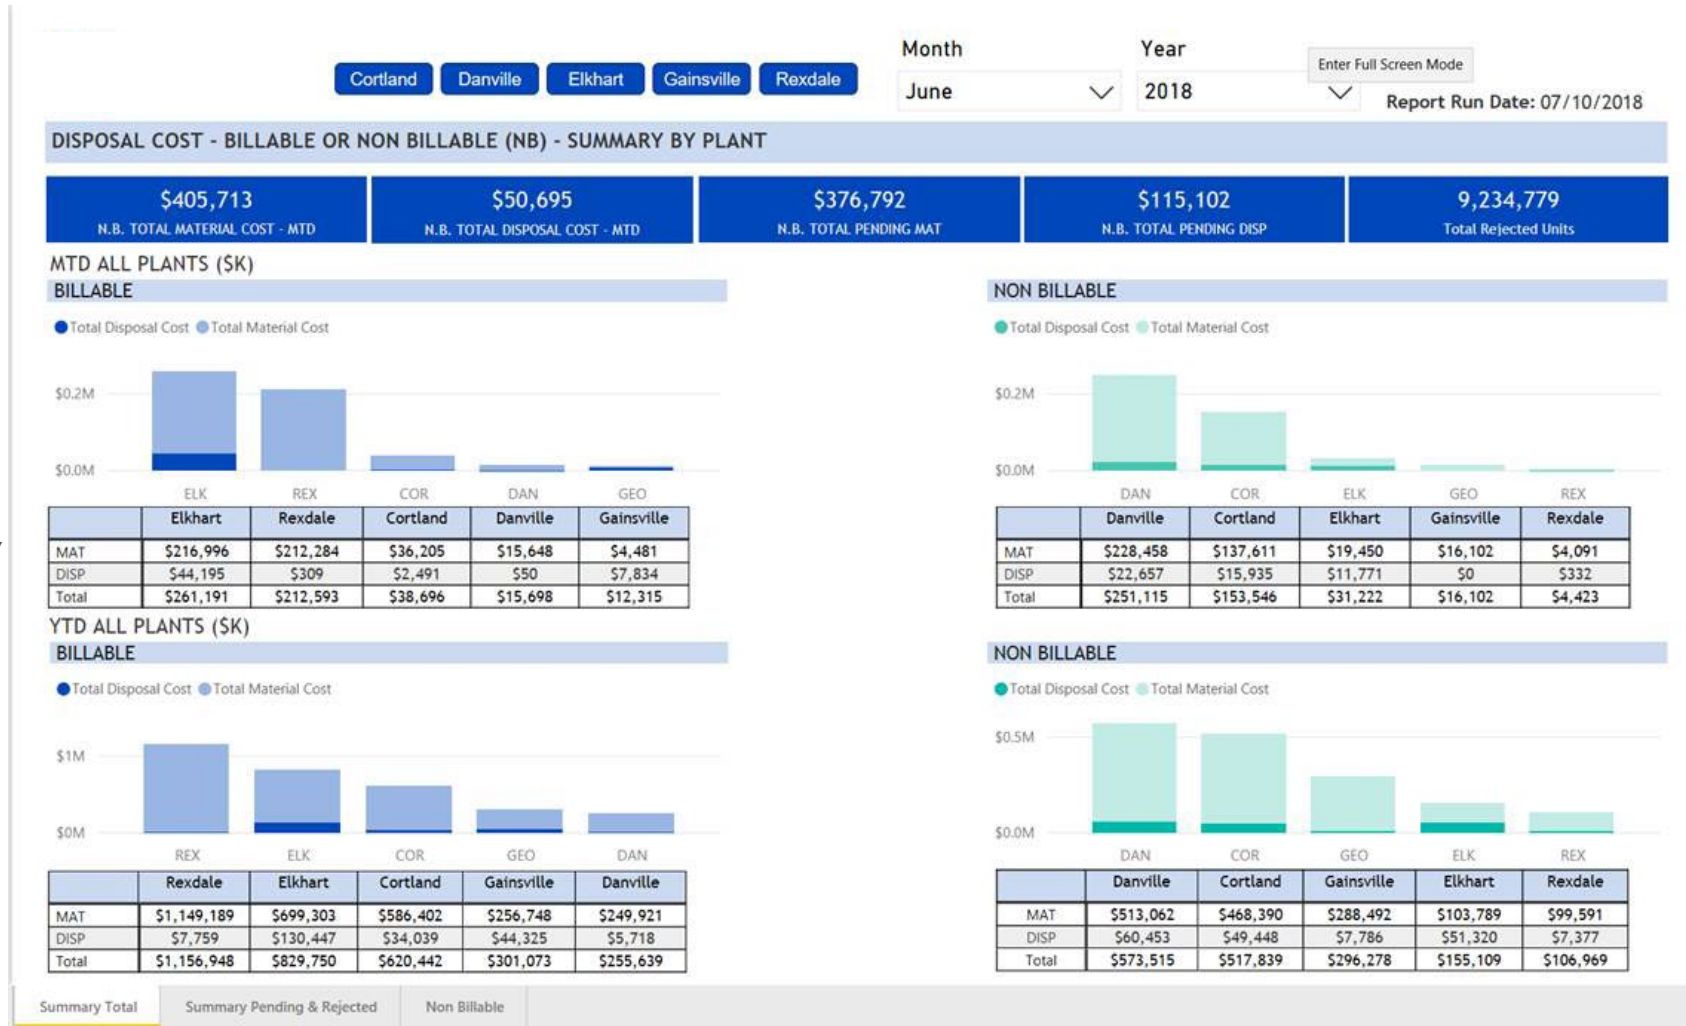 Month Year
Enter Full Screen Mode
Cortland Danville Elkhart Gainsville Rexdale
June 2018
Report Run Date: 07/10/2018
DISPOSAL COST - BILLABLE OR NON BILLABLE (NB) - SUMMARY BY PLANT
$405,713 $50,695 $376,792 $115,102 9,234,779
N.B. TOTAL MATERIAL COST - MTD N.B. TOTAL DISPOSAL COST - MTD N.B. TOTAL PENDING MAT N.B. TOTAL PENDING DISP Total Rejected Units
MTD ALL PLANTS ($K)
BILLABLE
Total Disposal Cost Total Material Cost
$0.2M
$0.0M
ELK REX COR DAN GEO
Elkhart Rexdale Cortland Danville Gainsville
MAT $216,996 $212,284 $36,205 $15,648 $4,481
DISP $44,195 $309 $2,491 $50 $7,834
Total $261,191 $212,593 $38,696 $15,698 $12,315
NON BILLABLE
Total Disposal Cost Total Material Cost
$0.2M
$0.0M
DAN COR ELK GEO REX
Danville Cortland Elkhart Gainsville Rexdale
MAT $228,458 $137,611 $19,450 $16,102 $4,091
DISP $22,657 $15,935 $11,771 $0 $332
Total $251,115 $153,546 $31,222 $16,102 $4,423
YTD ALL PLANTS ($K)
BILLABLE
Total Disposal Cost Total Material Cost
$1M
$0M
REX ELK COR GEO DAN
Rexdale Elkhart Cortland Gainsville Danville
MAT $1,149,189 $699,303 $586,402 $256,748 $249,921
DISP $7,759 $130,447 $34,039 $44,325 $5,718
Total $1,156,948 $829,750 $620,442 $301,073 $255,639
NON BILLABLE
Total Disposal Cost Total Material Cost
$0.5M
$0.0M
DAN COR GEO ELK REX
Danville Cortland Gainsville Elkhart Rexdale
MAT $513,062 $468,390 $288,492 $103,789 $99,591
DISP $60,453 $49,448 $7,786 $51,320 $7,377
Total $573,515 $517,839 $296,278 $155,109 $106,969
Summary Total Summary Pending & Rejected Non Billable